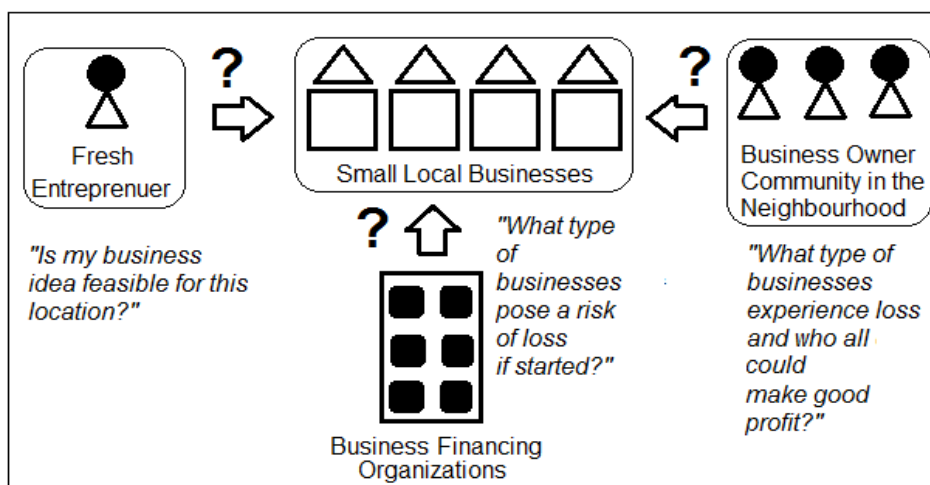 ?
Fresh
Entreprenuer
"Is my business
idea feasible for this
location?"
Small Local Businesses
?
"What type
of
businesses
pose a risk
of loss
if started?"
Business Financing
Organizations
?
Business Owner
Community in the
Neighbourhood
"What type of
businesses
experience loss
and who all
could
make good
profit?"